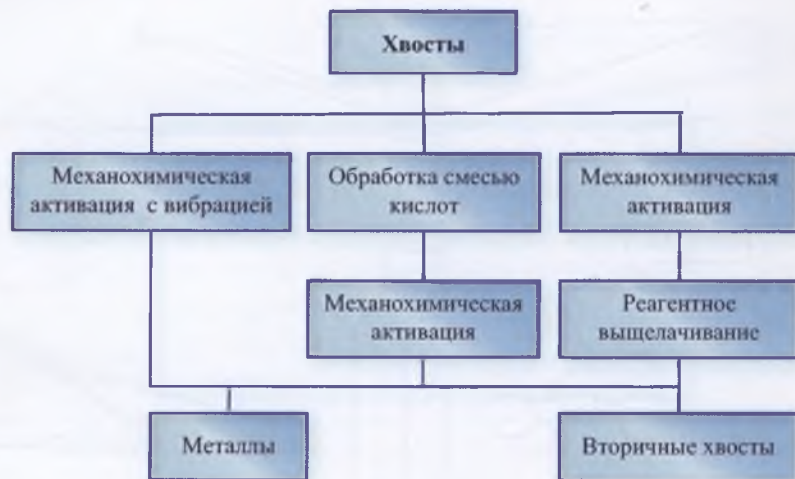 Хвосты
Механохимическая
активация с вибрацией
Обработка смесью
кислот
Механохимическая
активация
Механохимическая
активация
Реагентное
выщелачивание
Металлы
Вторичные хвосты